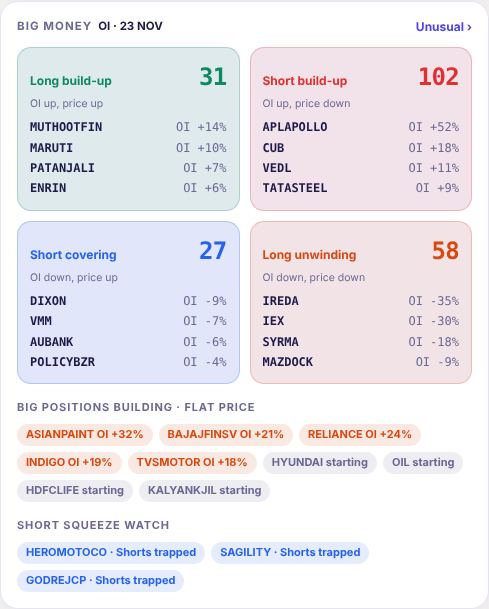 BIG MONEY OI · 23 NOV
Unusual ›
Long build-up 31
OI up, price up
MUTHOOTFIN OI +14%
MARUTI OI +10%
PATANJALI OI +7%
ENRIN OI +6%
Short build-up 102
OI up, price down
APLAPOLLO OI +52%
CUB OI +18%
VEDL OI +11%
TATASTEEL OI +9%
Short covering 27
OI down, price up
DIXON OI -9%
VMM OI -7%
AUBANK OI -6%
POLICYBZR OI -4%
Long unwinding 58
OI down, price down
IREDA OI -35%
IEX OI -30%
SYRMA OI -18%
MAZDOCK OI -9%
BIG POSITIONS BUILDING · FLAT PRICE
ASIANPAINT OI +32% BAJAJFINSV OI +21% RELIANCE OI +24%
INDIGO OI +19% TVSMOTOR OI +18% HYUNDAI starting OIL starting
HDFCLIFE starting KALYANKJIL starting
SHORT SQUEEZE WATCH
HEROMOTOCO · Shorts trapped SAGILITY · Shorts trapped
GODREJCP · Shorts trapped